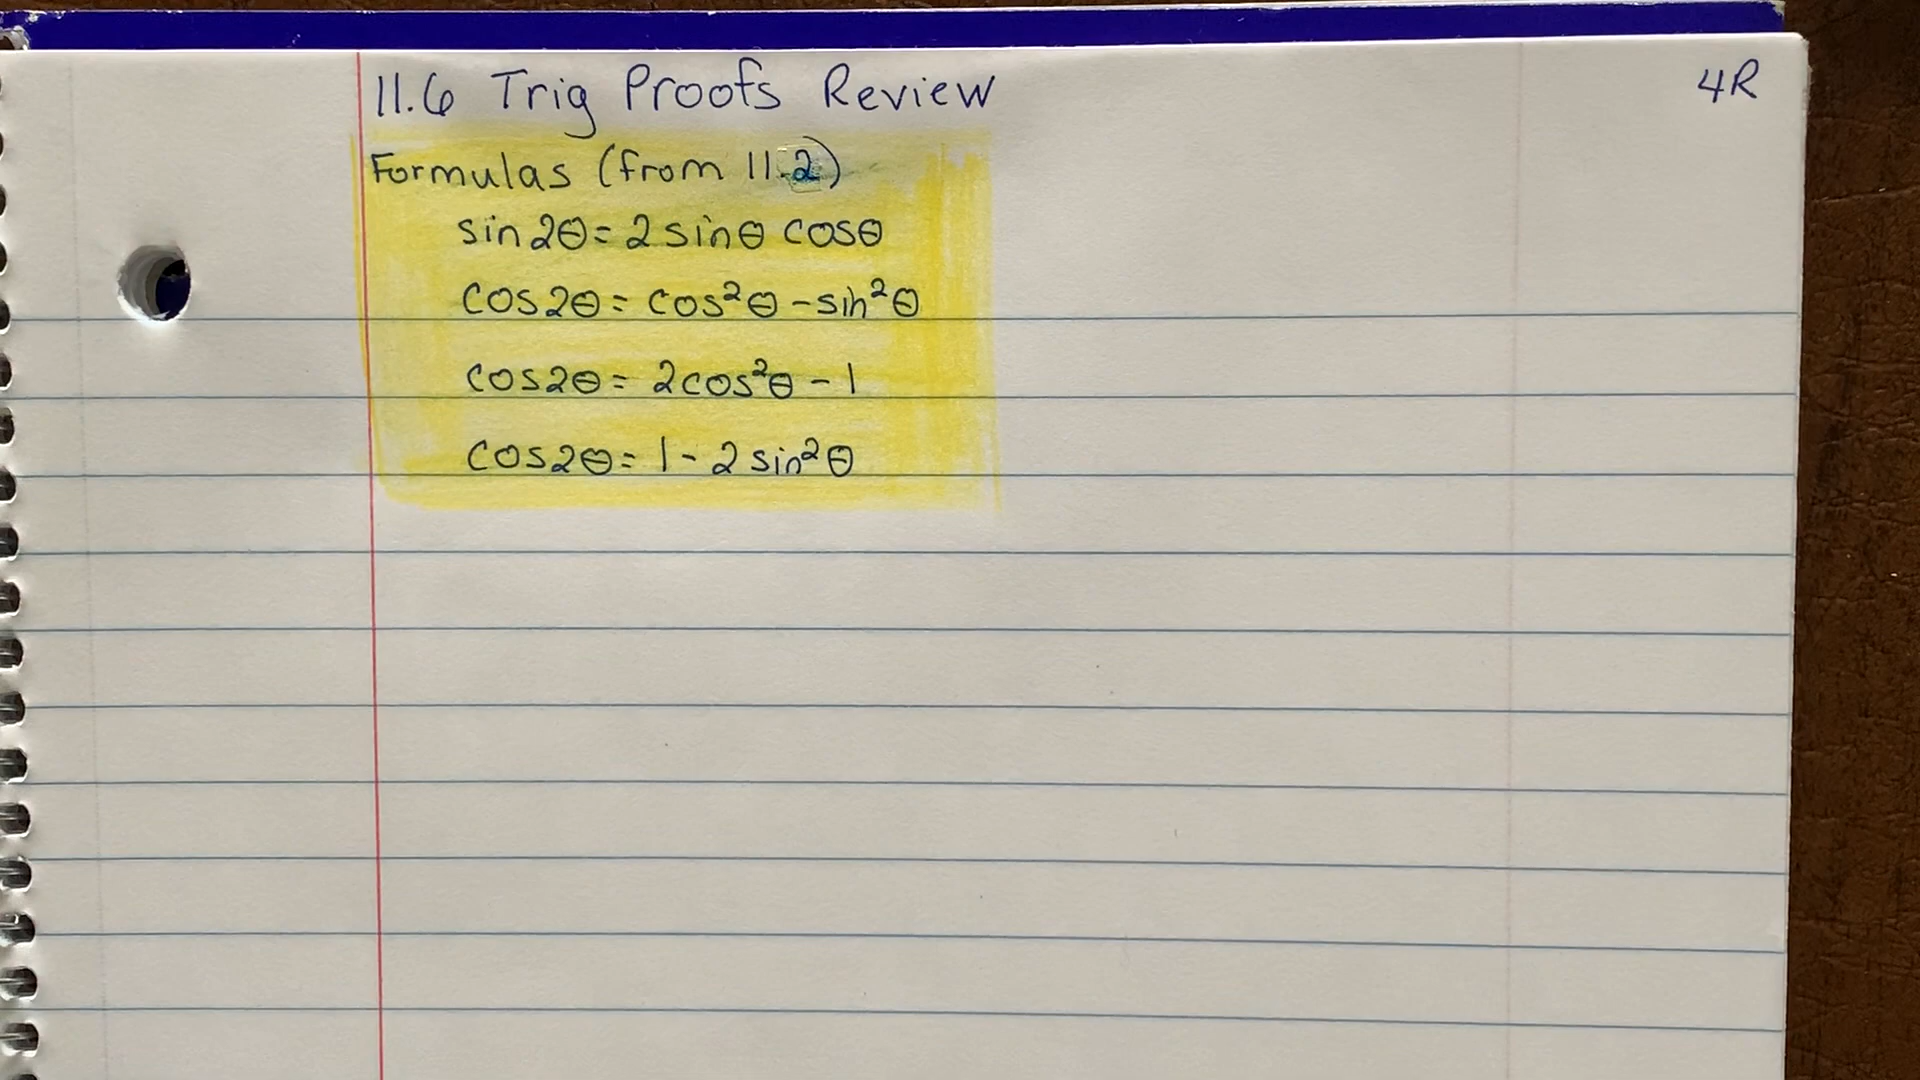 11.6 Trig Proofs Review 4R
Formulas (from 11.2)
sin2θ = 2sinθ cosθ
cos2θ = cos²θ - sin²θ
cos2θ = 2cos²θ - 1
cos2θ = 1 - 2sin²θ